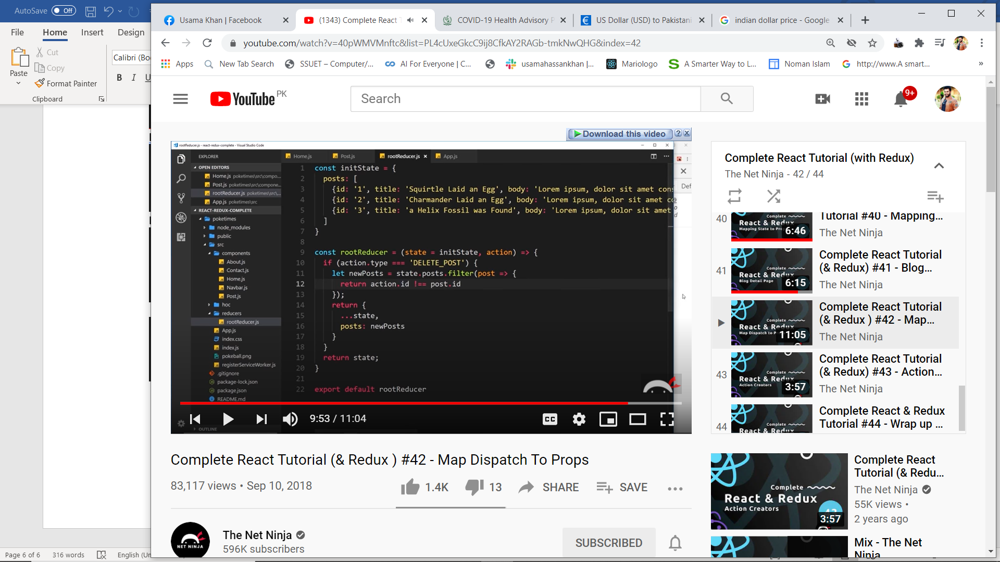 AutoSave Off
File Home Insert Design
Paste
Cut
Copy
Format Painter
Clipboard
Calibri (Bo
B I U
Usama Khan | Facebook
(1343) Complete React T
COVID-19 Health Advisory P
US Dollar (USD) to Pakistani
indian dollar price - Google
youtube.com/watch?v=40pWMVMnftc&list=PL4cUxeGkcC9ij8CfkAY2RAGb-tmkNwQHG&index=42
Apps
New Tab Search
SSUET – Computer/...
AI For Everyone | C...
usamahassankhan |...
Mariologo
A Smarter Way to L...
Noman Islam
http://www.A smart...
»
YouTube PK
Search
9+
Download this video ? X
rootReducer.js - react-redux-complete - Visual Studio Code
EXPLORER
OPEN EDITORS
Home.js poketimes\src\compo...
Post.js poketimes\src\compone...
rootReducer.js poketimes\src\...
App.js poketimes\src
REACT-REDUX-COMPLETE
poketimes
node_modules
public
src
components
About.js
Contact.js
Home.js
Navbar.js
Post.js
hoc
reducers
rootReducer.js
App.js
index.css
index.js
pokeball.png
registerServiceWorker.js
.gitignore
package-lock.json
package.json
README.md
OUTLINE
Home.js Post.js rootReducer.js App.js
1 const initState = {
2 posts: [
3 {id: '1', title: 'Squirtle Laid an Egg', body: 'Lorem ipsum, dolor sit amet cons
4 {id: '2', title: 'Charmander Laid an Egg', body: 'Lorem ipsum, dolor sit amet ce
5 {id: '3', title: 'a Helix Fossil was Found', body: 'Lorem ipsum, dolor sit amet
6 ]
7 }
8
9 const rootReducer = (state = initState, action) => {
10 if (action.type === 'DELETE_POST') {
11 let newPosts = state.posts.filter(post => {
12 return action.id !== post.id
13 });
14 return {
15 ...state,
16 posts: newPosts
17 }
18 }
19 return state;
20 }
21
22 export default rootReducer
Def
9:53 / 11:04
CC
Complete React Tutorial (& Redux ) #42 - Map Dispatch To Props
83,117 views • Sep 10, 2018
1.4K
13
SHARE
SAVE
NET NINJA
The Net Ninja
596K subscribers
SUBSCRIBED
Complete React Tutorial (with Redux)
The Net Ninja - 42 / 44
40
Complete
React & Redux
Mapping State to Pro
6:46
Tutorial #40 - Mapping...
The Net Ninja
41
Complete
React & Redux
Blog Detail Page
6:15
Complete React Tutorial
(& Redux) #41 - Blog...
The Net Ninja
Complete
React & Redux
Map Dispatch to P
11:05
Complete React Tutorial
(& Redux ) #42 - Map...
The Net Ninja
43
Complete
React & Redux
Action Creators
3:57
Complete React Tutorial
(& Redux) #43 - Action...
The Net Ninja
44
Complete
React & Redux
Complete React & Redux
Tutorial #44 - Wrap up ...
Complete
React & Redux
Action Creators
43
3:57
Complete React
Tutorial (& Redu...
The Net Ninja
55K views •
2 years ago
Mix - The Net
Ninja
Page 6 of 6 316 words English (Un